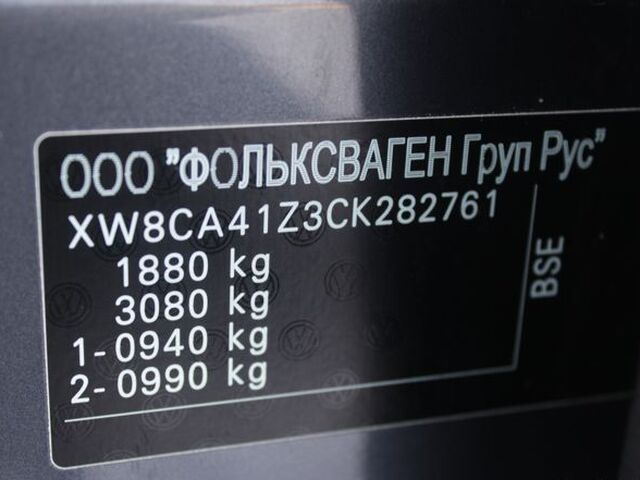 ООО "ФОЛЬКСВАГЕН Груп Рус"
XW8CA41Z3CK282761
1880 kg
3080 kg
1-0940 kg
2-0990 kg
BSE